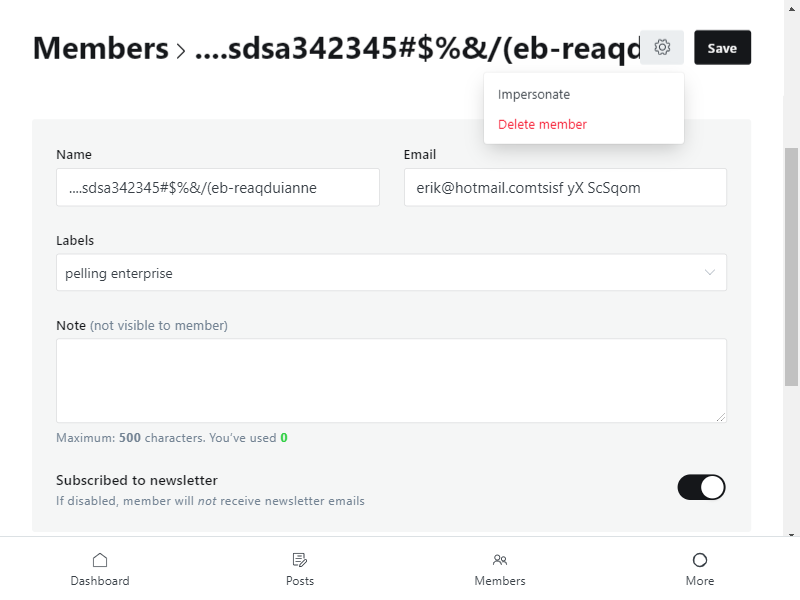 Members > ....sdsa342345#$%&/(eb-reaqd
Save
Impersonate
Delete member
Name
Email
....sdsa342345#$%&/(eb-reaqduianne
erik@hotmail.comtsisf yX ScSqom
Labels
pelling enterprise
Note (not visible to member)
Maximum: 500 characters. You've used 0
Subscribed to newsletter
If disabled, member will not receive newsletter emails
Dashboard
Posts
Members
More